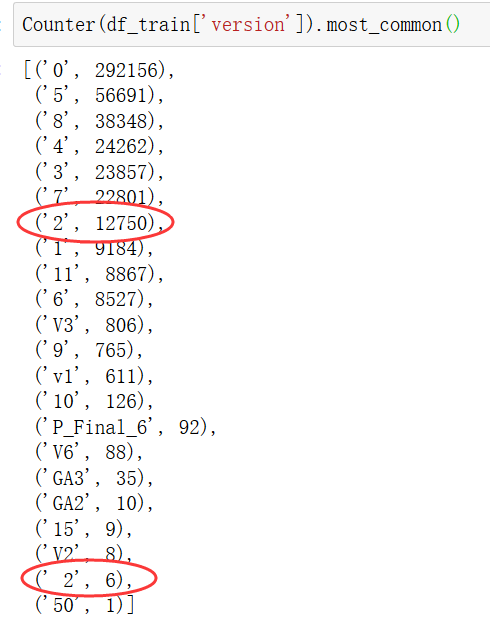 Counter(df_train['version']).most_common()
[('0', 292156),
('5', 56691),
('8', 38348),
('4', 24262),
('3', 23857),
('7', 22801),
('2', 12750),
('1', 9184),
('11', 8867),
('6', 8527),
('V3', 806),
('9', 765),
('v1', 611),
('10', 126),
('P_Final_6', 92),
('V6', 88),
('GA3', 35),
('GA2', 10),
('15', 9),
('V2', 8),
(' 2', 6),
('50', 1)]